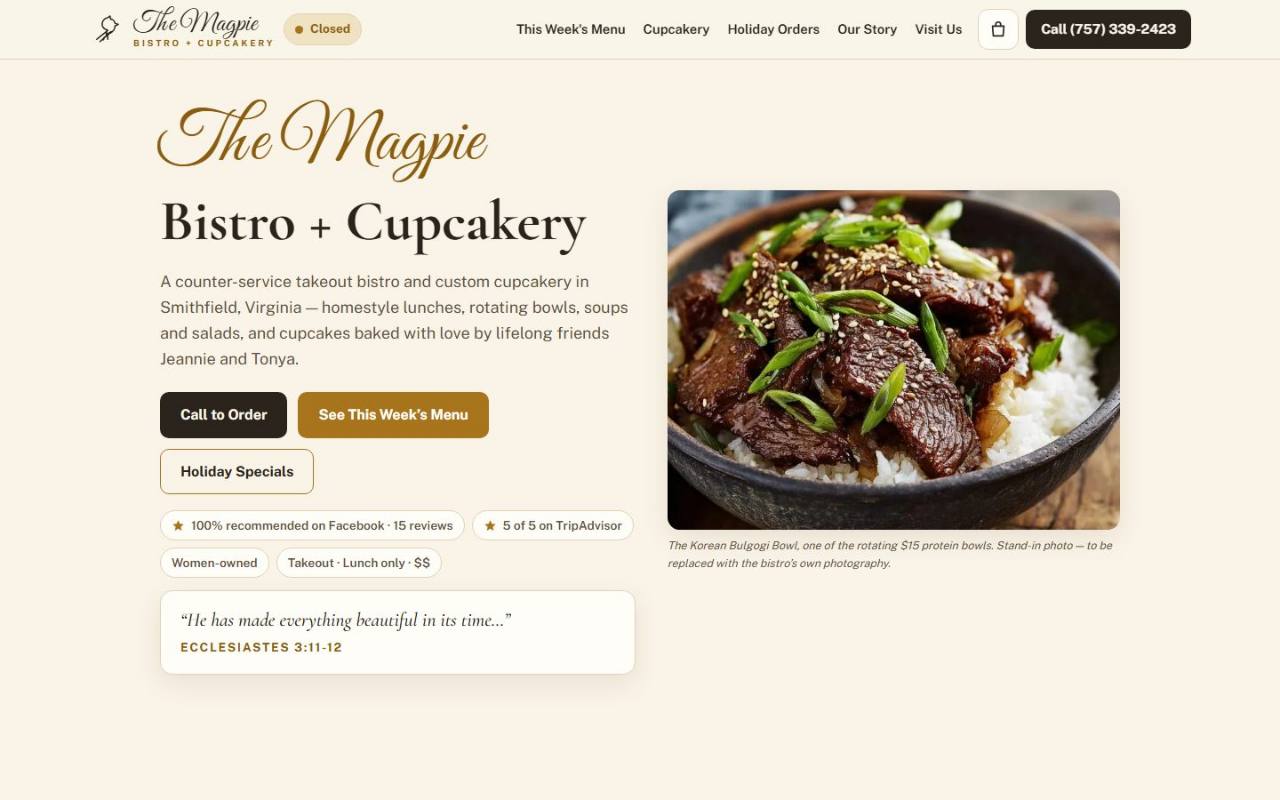 The Magpie
BISTRO + CUPCAKERY
Closed
This Week's Menu
Cupcakery
Holiday Orders
Our Story
Visit Us
Call (757) 339-2423
The Magpie
Bistro + Cupcakery
A counter-service takeout bistro and custom cupcakery in
Smithfield, Virginia — homestyle lunches, rotating bowls, soups
and salads, and cupcakes baked with love by lifelong friends
Jeannie and Tonya.
Call to Order
See This Week’s Menu
Holiday Specials
100% recommended on Facebook · 15 reviews
5 of 5 on TripAdvisor
Women-owned
Takeout · Lunch only · $$
“He has made everything beautiful in its time…”
ECCLESIASTES 3:11-12
The Korean Bulgogi Bowl, one of the rotating $15 protein bowls. Stand-in photo — to be
replaced with the bistro’s own photography.